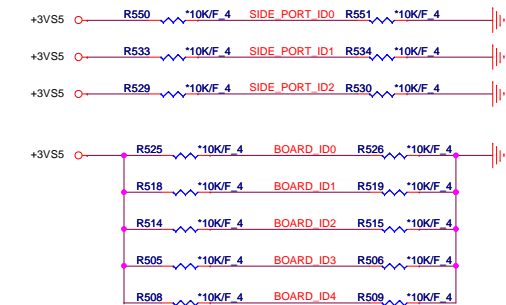 +3VS5 R550 *10K/F_4 SIDE_PORT_ID0 R551 *10K/F_4
+3VS5 R533 *10K/F_4 SIDE_PORT_ID1 R534 *10K/F_4
+3VS5 R529 *10K/F_4 SIDE_PORT_ID2 R530 *10K/F_4
+3VS5 R525 *10K/F_4 BOARD_ID0 R526 *10K/F_4
R518 *10K/F_4 BOARD_ID1 R519 *10K/F_4
R514 *10K/F_4 BOARD_ID2 R515 *10K/F_4
R505 *10K/F_4 BOARD_ID3 R506 *10K/F_4
R508 *10K/F_4 BOARD_ID4 R509 *10K/F_4